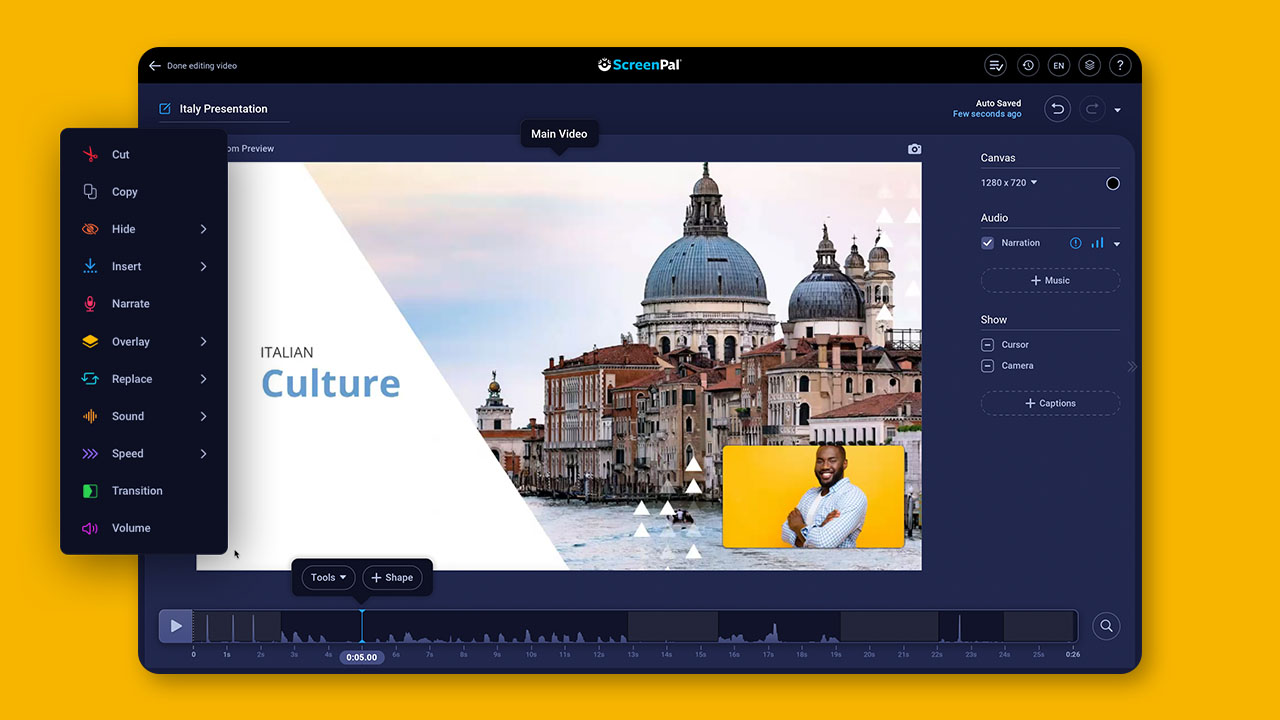 Done editing video
ScreenPal
EN
?
Italy Presentation
Auto Saved
Few seconds ago
Main Video
om Preview
Cut
Copy
Hide
Insert
Narrate
Overlay
Replace
Sound
Speed
Transition
Volume
ITALIAN
Culture
Canvas
1280 x 720
Audio
Narration
+ Music
Show
Cursor
Camera
+ Captions
Tools
+ Shape
0 1s 2s 3s 4s 0:05.00 6s 7s 8s 9s 10s 11s 12s 13s 14s 15s 16s 17s 18s 19s 20s 21s 22s 23s 24s 25s 0:26